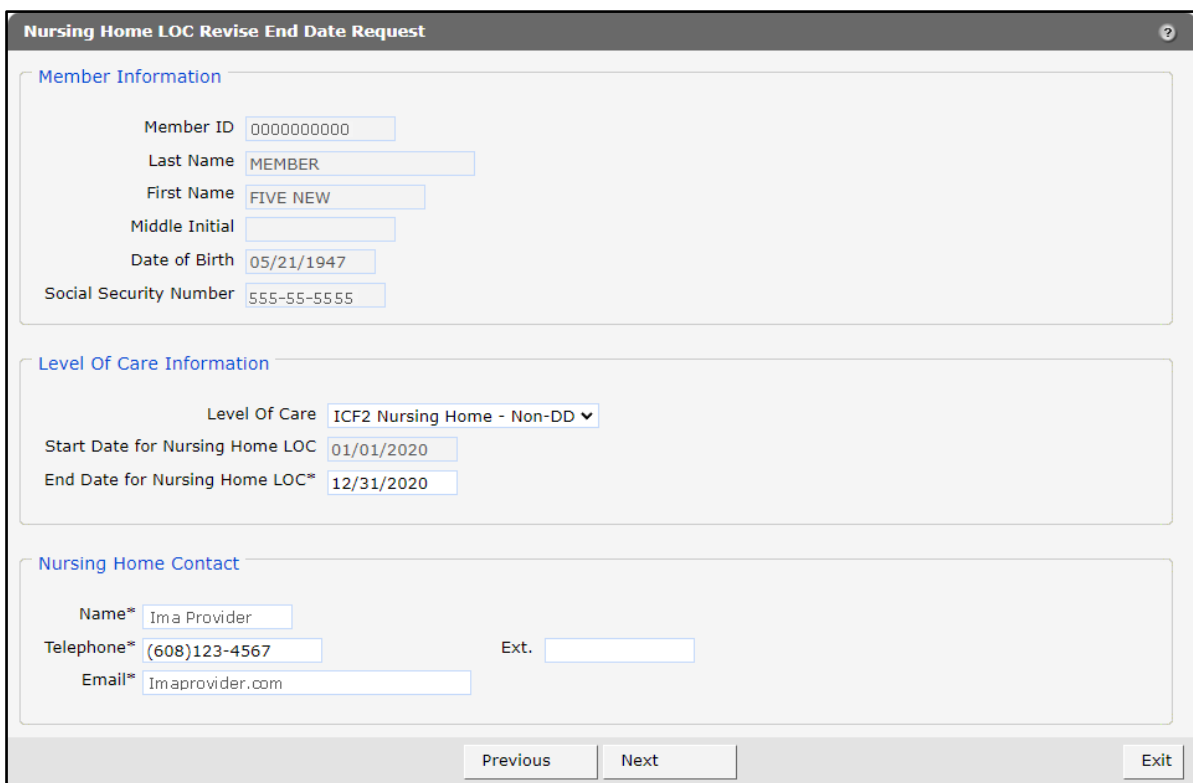 Nursing Home LOC Revise End Date Request ?
Member Information
Member ID 0000000000
Last Name MEMBER
First Name FIVE NEW
Middle Initial
Date of Birth 05/21/1947
Social Security Number 555-55-5555
Level Of Care Information
Level Of Care ICF2 Nursing Home - Non-DD
Start Date for Nursing Home LOC 01/01/2020
End Date for Nursing Home LOC* 12/31/2020
Nursing Home Contact
Name* Ima Provider
Telephone* (608)123-4567 Ext.
Email* Imaprovider.com
Previous Next Exit